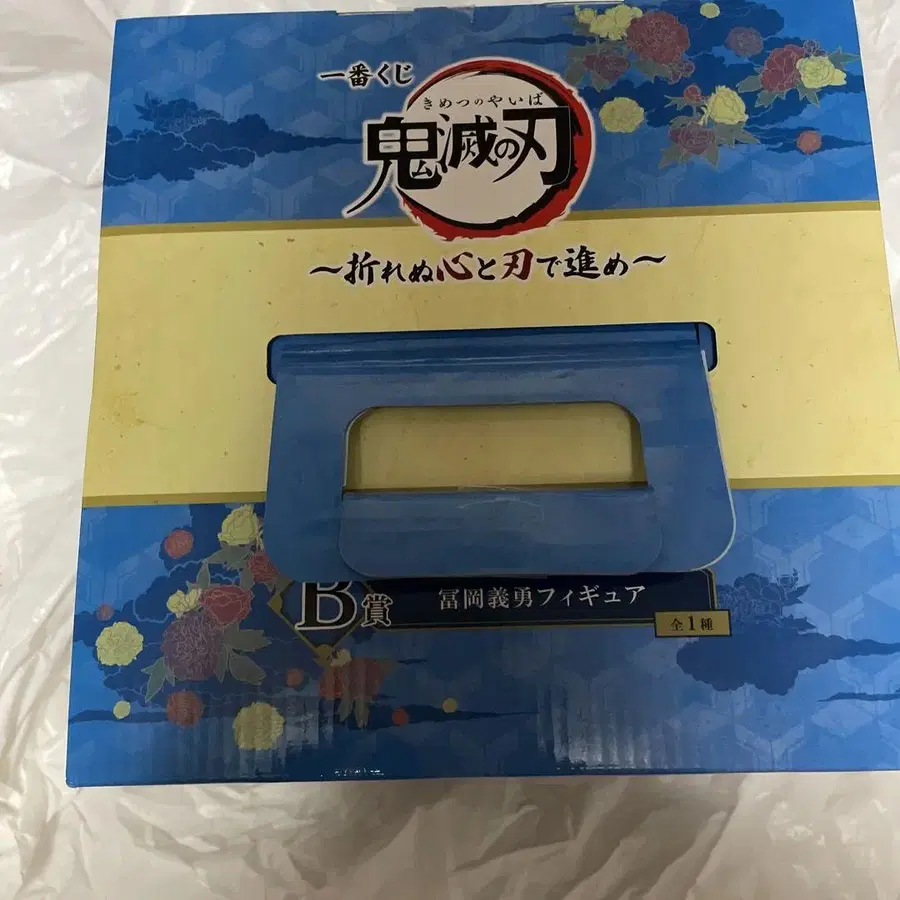 一番くじ
きめつのやいば
鬼滅の刃
～折れぬ心と刃で進め～
B賞 冨岡義勇フィギュア
全1種